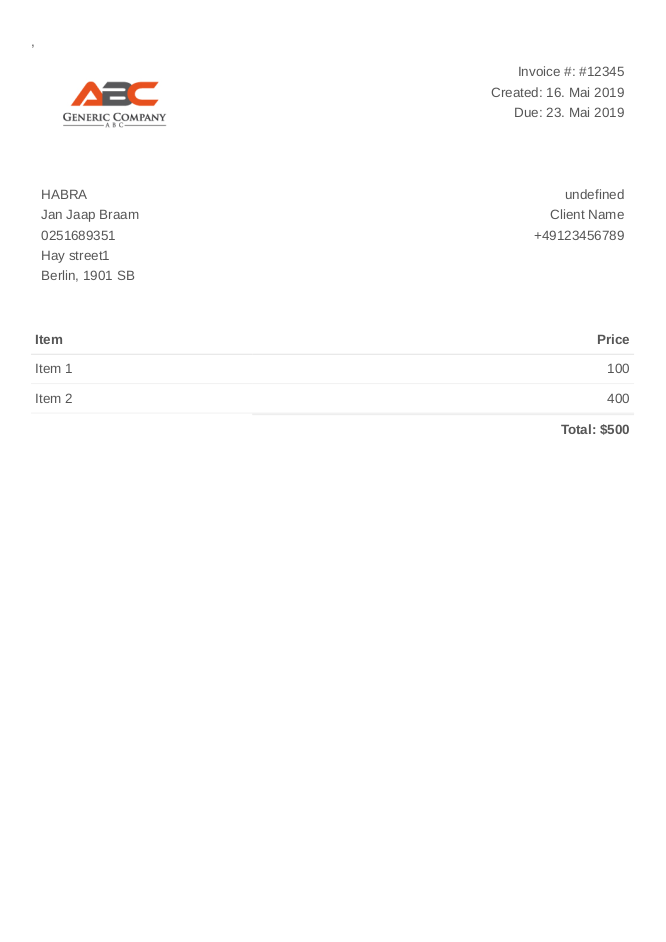 ,
ABC
GENERIC COMPANY
ABC
Invoice #: #12345
Created: 16. Mai 2019
Due: 23. Mai 2019
HABRA
Jan Jaap Braam
0251689351
Hay street1
Berlin, 1901 SB
undefined
Client Name
+49123456789
Item Price
Item 1 100
Item 2 400
Total: $500